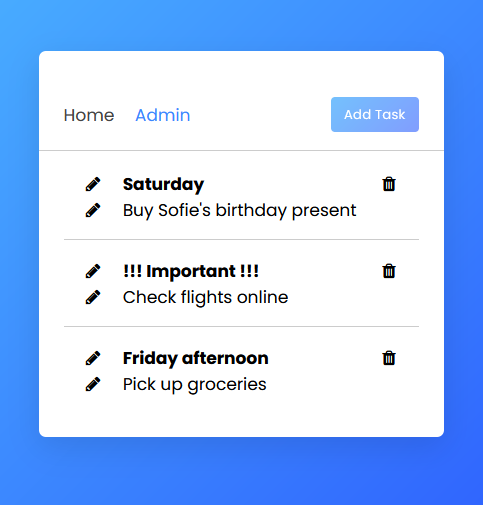 Home Admin Add Task
Saturday
Buy Sofie's birthday present
!!! Important !!!
Check flights online
Friday afternoon
Pick up groceries